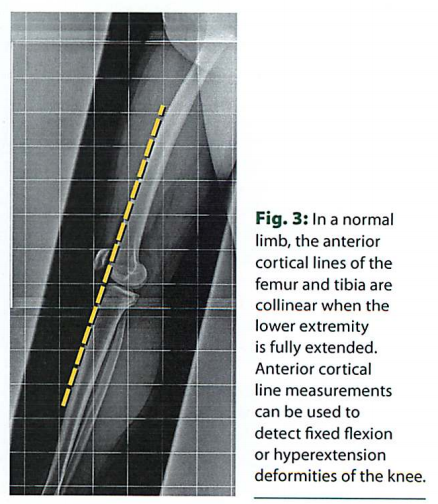 Fig. 3: In a normal
limb, the anterior
cortical lines of the
femur and tibia are
collinear when the
lower extremity
is fully extended.
Anterior cortical
line measurements
can be used to
detect fixed flexion
or hyperextension
deformities of the knee.